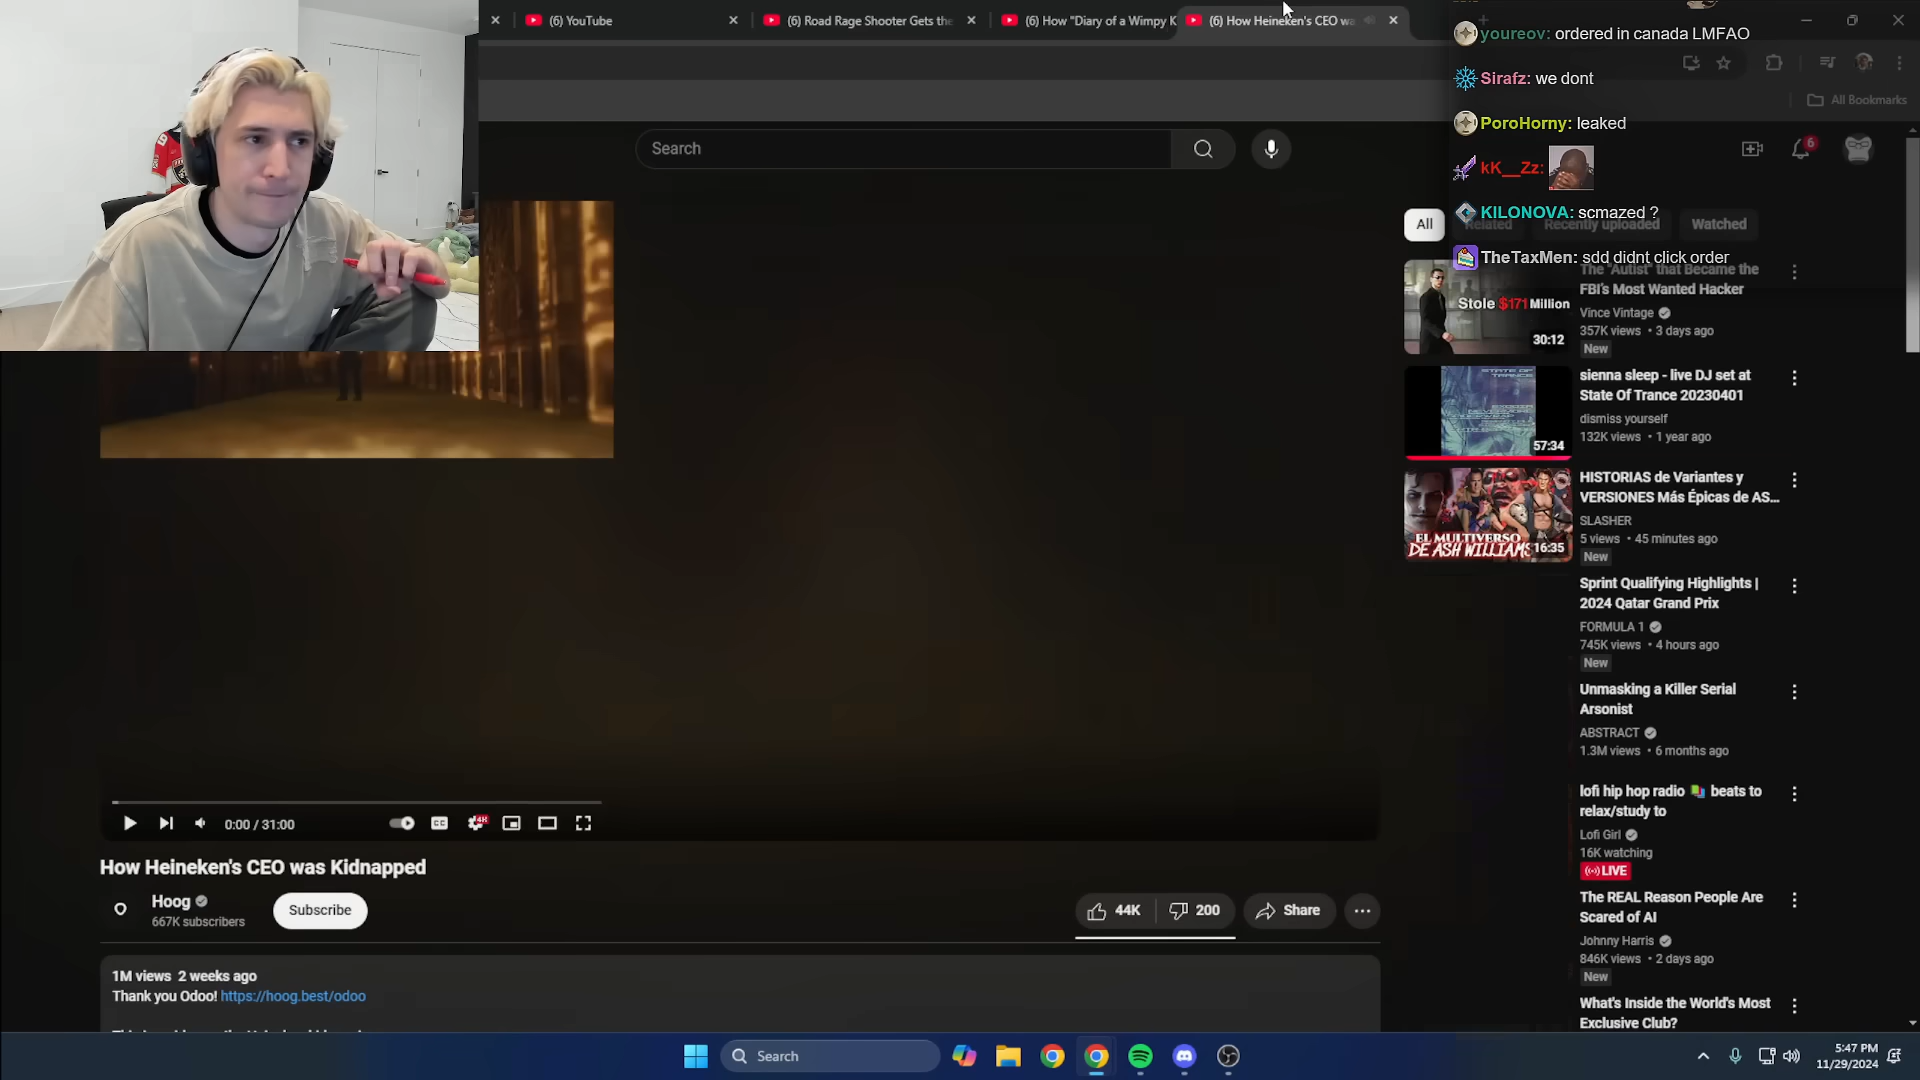 (6) YouTube
(6) Road Rage Shooter Gets the
(6) How "Diary of a Wimpy K
(6) How Heineken's CEO wa
youreov: ordered in canada LMFAO
Sirafz: we dont
PoroHorny: leaked
kK__Zz:
KILONOVA: scmazed ?
TheTaxMen: sdd didnt click order
All Bookmarks
Search
6
All
Related
Recently uploaded
Watched
Stole $171 Million
30:12
The "Autist" that Became the
FBI's Most Wanted Hacker
Vince Vintage
357K views • 3 days ago
New
STATE OF
TRANCE
57:34
sienna sleep - live DJ set at
State Of Trance 20230401
dismiss yourself
132K views • 1 year ago
EL MULTIVERSO
DE ASH WILLIAMS
16:35
HISTORIAS de Variantes y
VERSIONES Más Épicas de AS...
SLASHER
5 views • 45 minutes ago
New
Sprint Qualifying Highlights |
2024 Qatar Grand Prix
FORMULA 1
745K views • 4 hours ago
New
Unmasking a Killer Serial
Arsonist
ABSTRACT
1.3M views • 6 months ago
lofi hip hop radio 📚 beats to
relax/study to
Lofi Girl
16K watching
LIVE
The REAL Reason People Are
Scared of AI
Johnny Harris
846K views • 2 days ago
New
What's Inside the World's Most
Exclusive Club?
0:00 / 31:00
CC
4K
How Heineken's CEO was Kidnapped
Hoog
667K subscribers
Subscribe
44K
200
Share
1M views 2 weeks ago
Thank you Odoo! https://hoog.best/odoo
Search
5:47 PM
11/29/2024